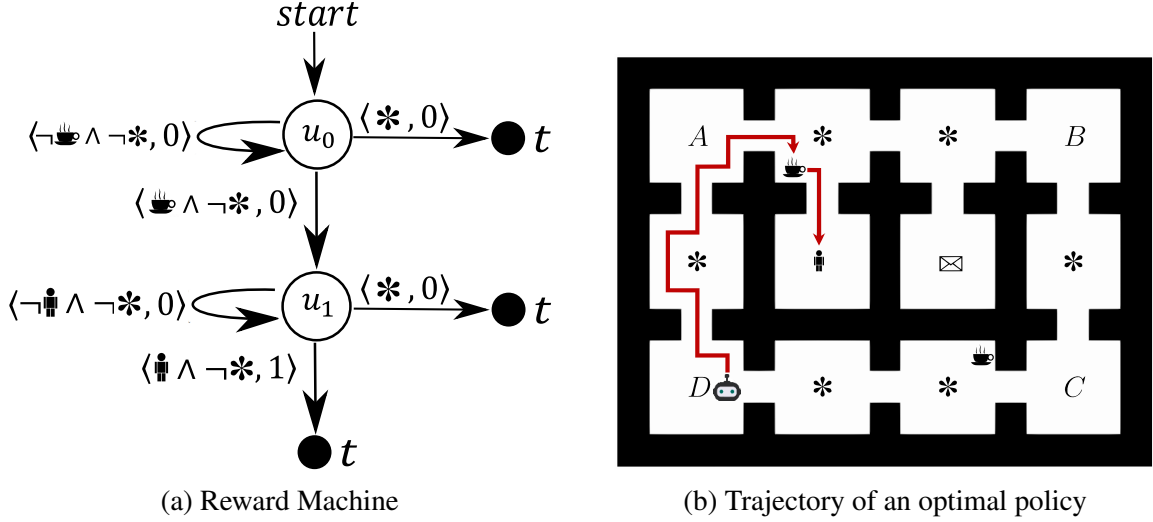 start
⟨¬☕ ∧ ¬✽, 0⟩
u₀
⟨✽, 0⟩
t
⟨☕ ∧ ¬✽, 0⟩
⟨¬🚹 ∧ ¬✽, 0⟩
u₁
⟨✽, 0⟩
t
⟨🚹 ∧ ¬✽, 1⟩
t
(a) Reward Machine
A ✽ ✽ B
✽ ✽
D ✽ ✽ C
(b) Trajectory of an optimal policy